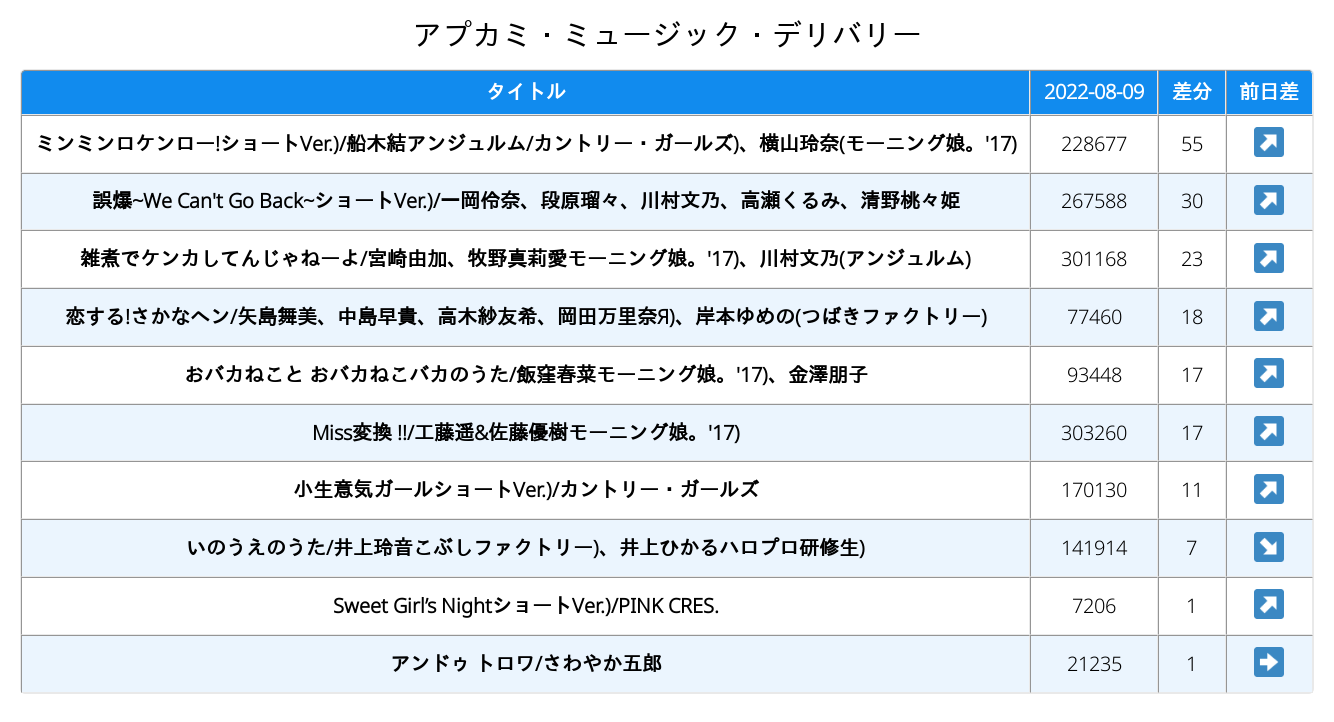 アプカミ・ミュージック・デリバリー
タイトル 2022-08-09 差分 前日差
ミンミンロケンロー!ショートVer.)/船木結アンジュルム/カントリー・ガールズ)、横山玲奈(モーニング娘。'17) 228677 55
誤爆~We Can't Go Back~ショートVer.)/一岡伶奈、段原瑠々、川村文乃、高瀬くるみ、清野桃々姫 267588 30
雑煮でケンカしてんじゃねーよ/宮崎由加、牧野真莉愛モーニング娘。'17)、川村文乃(アンジュルム) 301168 23
恋する!さかなヘン/矢島舞美、中島早貴、高木紗友希、岡田万里奈Я)、岸本ゆめの(つばきファクトリー) 77460 18
おバカねこと おバカねこバカのうた/飯窪春菜モーニング娘。'17)、金澤朋子 93448 17
Miss変換 !!/工藤遥&佐藤優樹モーニング娘。'17) 303260 17
小生意気ガールショートVer.)/カントリー・ガールズ 170130 11
いのうえのうた/井上玲音こぶしファクトリー)、井上ひかるハロプロ研修生) 141914 7
Sweet Girl’s NightショートVer.)/PINK CRES. 7206 1
アンドゥ トロワ/さわやか五郎 21235 1